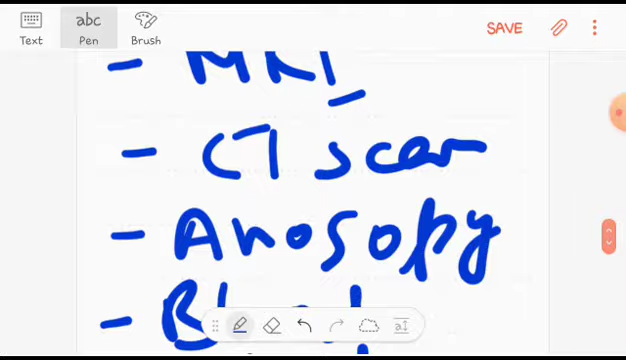 Text
abc
Pen
Brush
SAVE
- MRI
- CT scan
- Anosopy